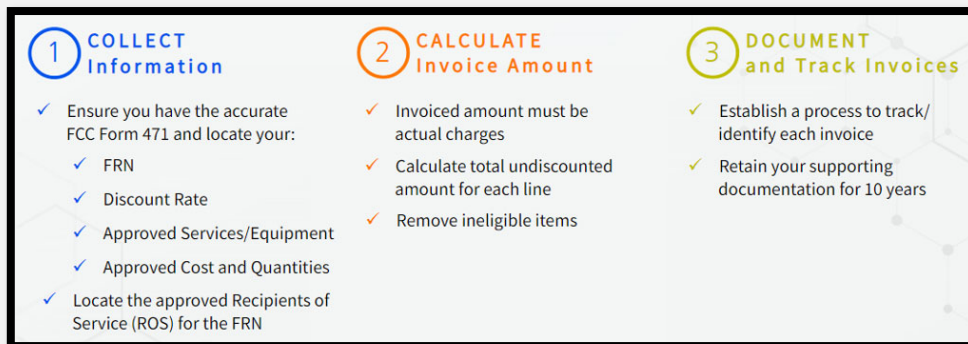 1 COLLECT
Information
✓ Ensure you have the accurate
FCC Form 471 and locate your:
✓ FRN
✓ Discount Rate
✓ Approved Services/Equipment
✓ Approved Cost and Quantities
✓ Locate the approved Recipients of
Service (ROS) for the FRN
2 CALCULATE
Invoice Amount
✓ Invoiced amount must be
actual charges
✓ Calculate total undiscounted
amount for each line
✓ Remove ineligible items
3 DOCUMENT
and Track Invoices
✓ Establish a process to track/
identify each invoice
✓ Retain your supporting
documentation for 10 years